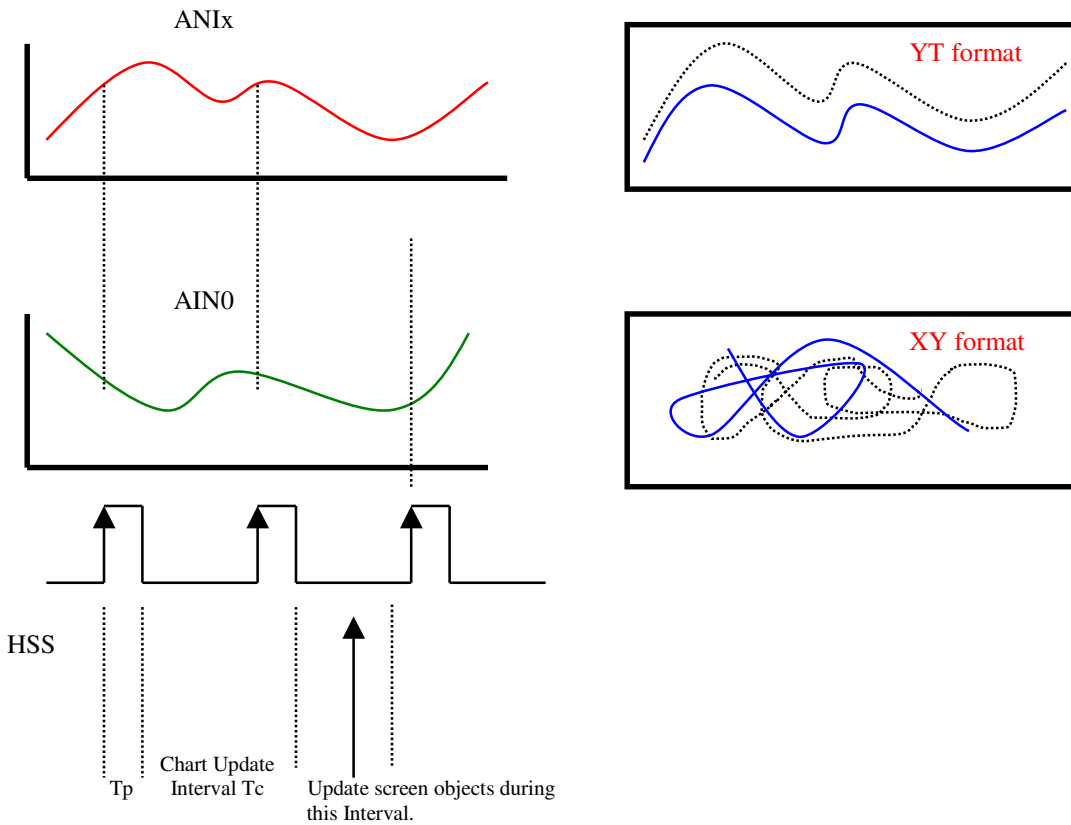 ANIx
YT format
AIN0
XY format
HSS
Tp
Chart Update
Interval Tc
Update screen objects during
this Interval.